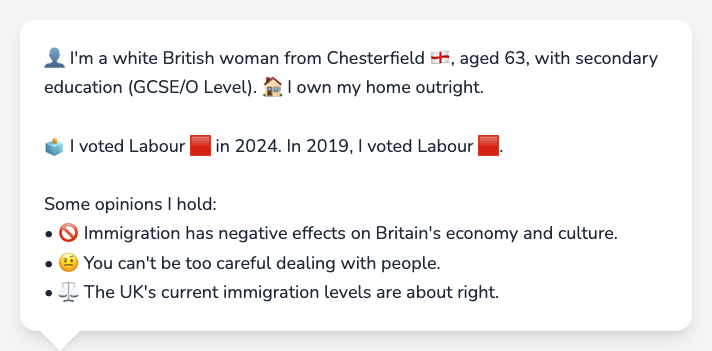 👤 I'm a white British woman from Chesterfield 🏴󠁧󠁢󠁥󠁮󠁧󠁿, aged 63, with secondary
education (GCSE/O Level). 🏠 I own my home outright.
🗳️ I voted Labour 🟥 in 2024. In 2019, I voted Labour 🟥.
Some opinions I hold:
• 🚫 Immigration has negative effects on Britain's economy and culture.
• 🤨 You can't be too careful dealing with people.
• ⚖️ The UK's current immigration levels are about right.